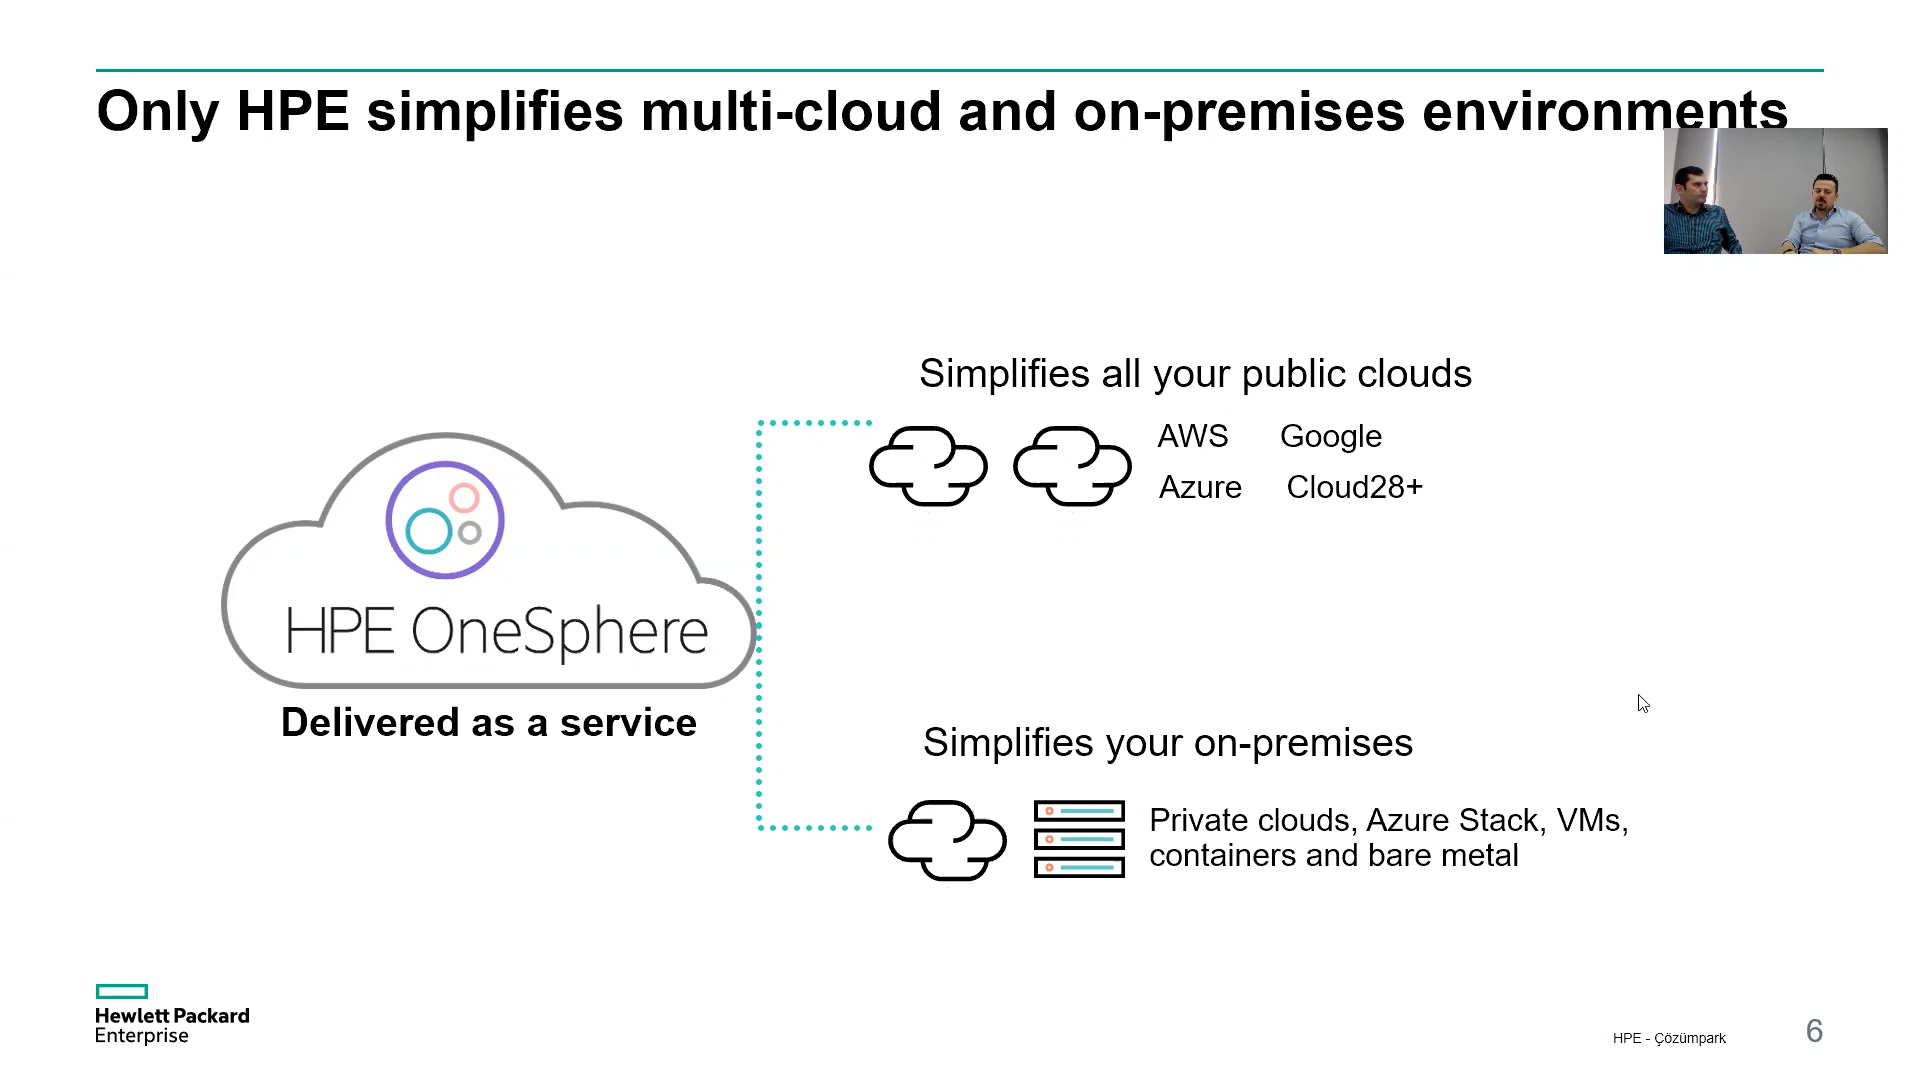 Only HPE simplifies multi-cloud and on-premises environments
Simplifies all your public clouds
AWS Google
Azure Cloud28+
HPE OneSphere
Delivered as a service
Simplifies your on-premises
Private clouds, Azure Stack, VMs,
containers and bare metal
Hewlett Packard
Enterprise
HPE - Çözümpark
6